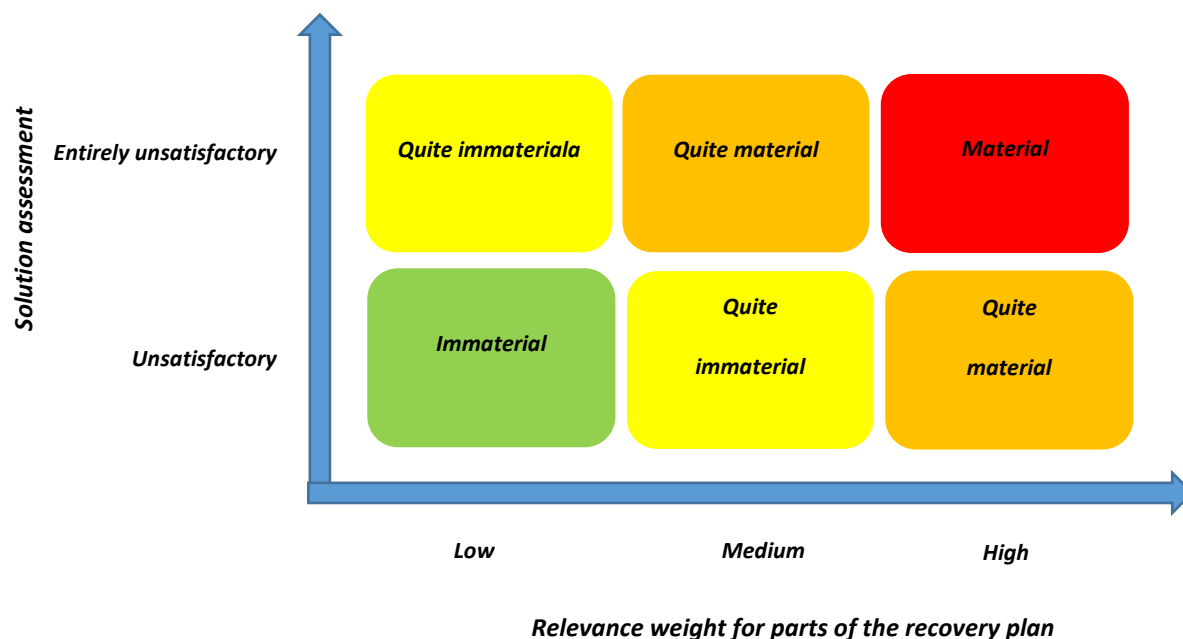 Solution assessment
Entirely unsatisfactory
Quite immateriala
Quite material
Material
Unsatisfactory
Immaterial
Quite
immaterial
Quite
material
Low
Medium
High
Relevance weight for parts of the recovery plan